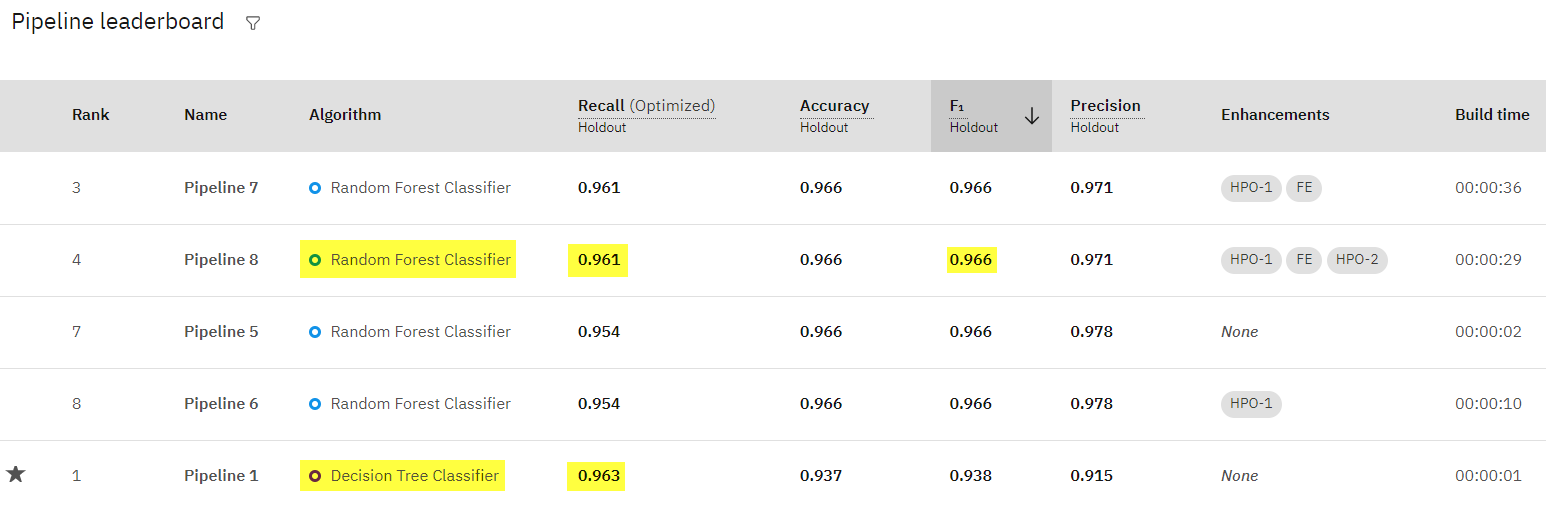 Pipeline leaderboard
Rank Name Algorithm Recall (Optimized) Accuracy F₁ Precision Enhancements Build time
Holdout Holdout Holdout Holdout
3 Pipeline 7 Random Forest Classifier 0.961 0.966 0.966 0.971 HPO-1 FE 00:00:36
4 Pipeline 8 Random Forest Classifier 0.961 0.966 0.966 0.971 HPO-1 FE HPO-2 00:00:29
7 Pipeline 5 Random Forest Classifier 0.954 0.966 0.966 0.978 None 00:00:02
8 Pipeline 6 Random Forest Classifier 0.954 0.966 0.966 0.978 HPO-1 00:00:10
1 Pipeline 1 Decision Tree Classifier 0.963 0.937 0.938 0.915 None 00:00:01